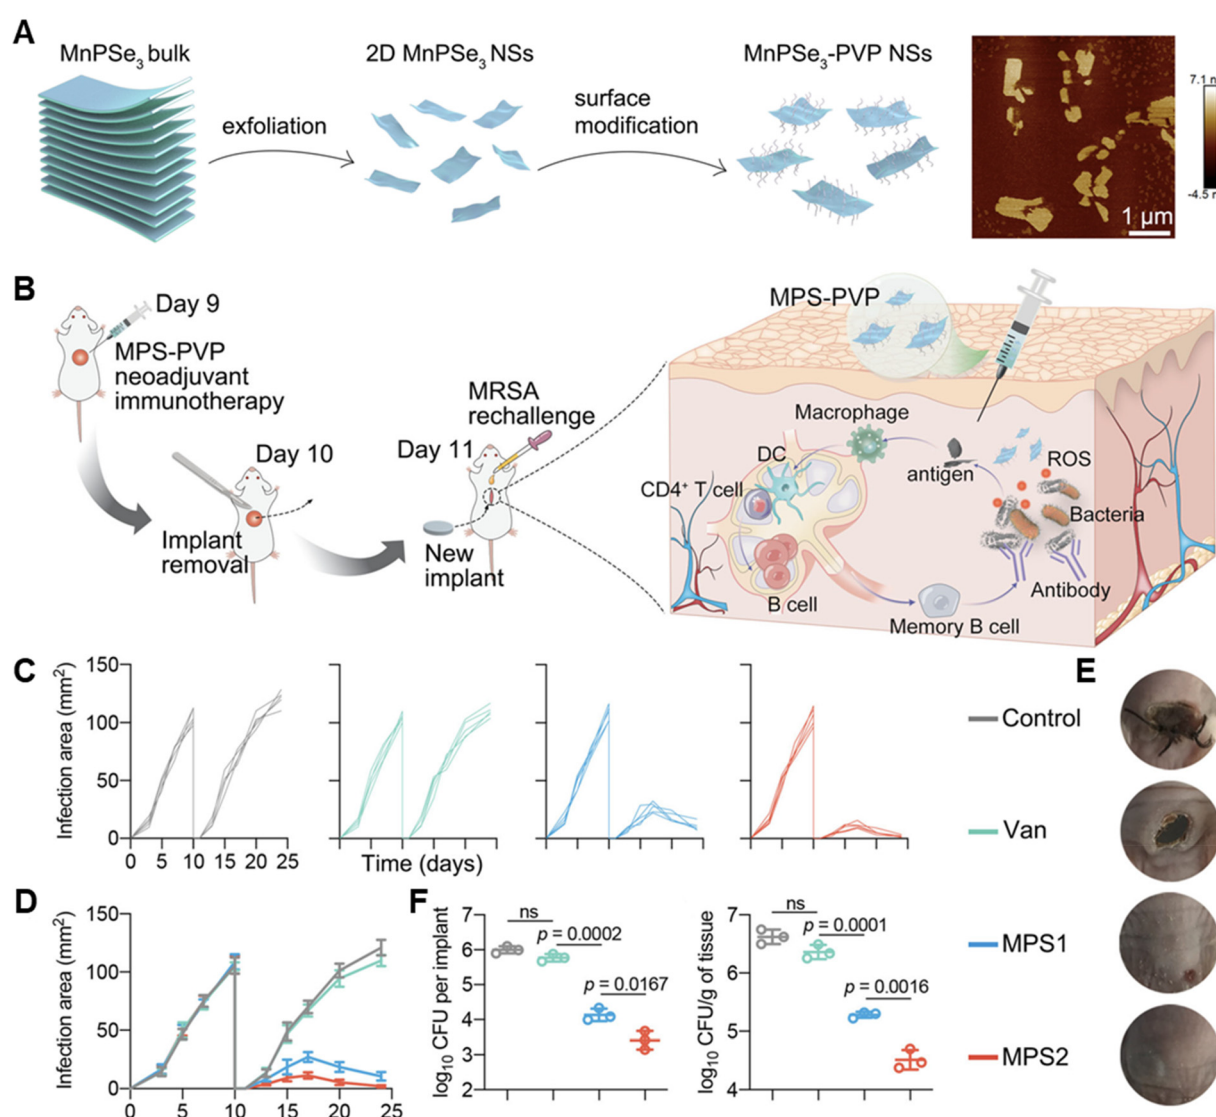 A
MnPSe3 bulk
2D MnPSe3 NSs
MnPSe3-PVP NSs
exfoliation
surface
modification
7.1 n
-4.5 n
1 µm
B
Day 9
MPS-PVP
neoadjuvant
immunotherapy
Day 10
Implant
removal
Day 11
MRSA
rechallenge
New
implant
MPS-PVP
Macrophage
DC
CD4+ T cell
antigen
ROS
Bacteria
Antibody
B cell
Memory B cell
C
Infection area (mm2)
150
100
50
0
0 5 10 15 20 25
Time (days)
Control
Van
MPS1
MPS2
E
D
Infection area (mm2)
150
100
50
0
0 5 10 15 20 25
F
log10 CFU per implant
7
6
5
4
3
2
ns
p = 0.0002
p = 0.0167
log10 CFU/g of tissue
7
6
5
4
ns
p = 0.0001
p = 0.0016